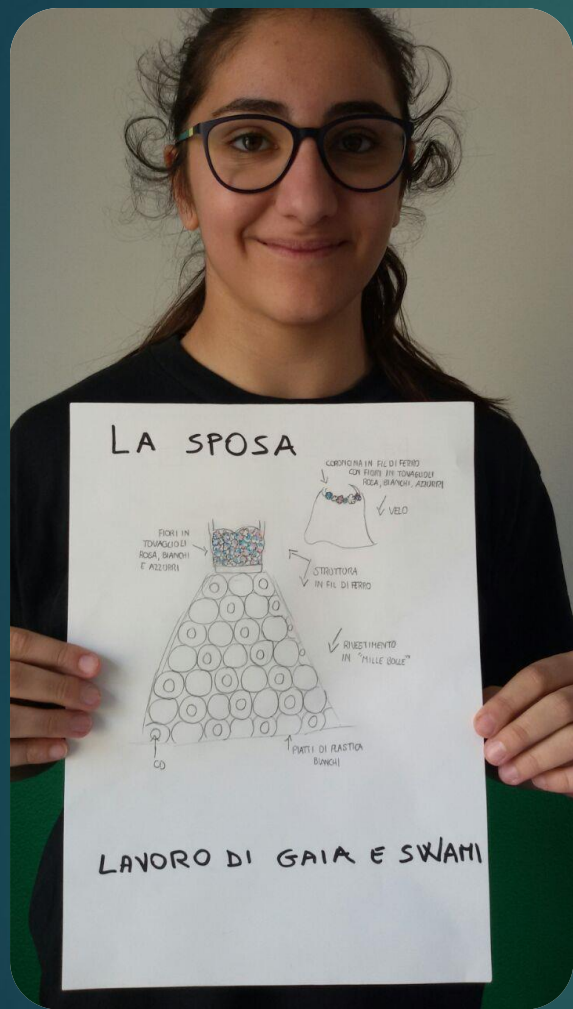 LA SPOSA
CORONCINA IN FIL DI FERRO
CON FIORI IN TOVAGLIOLI
ROSA, BIANCHI, AZZURRI
VELO
FIORI IN
TOVAGLIOLI
ROSA, BIANCHI
E AZZURRI
STRUTTURA
IN FIL DI FERRO
RIVESTIMENTO
IN "MILLE BOLLE"
PIATTI DI PLASTICA
BIANCHI
CD
LAVORO DI GAIA E SWAMI